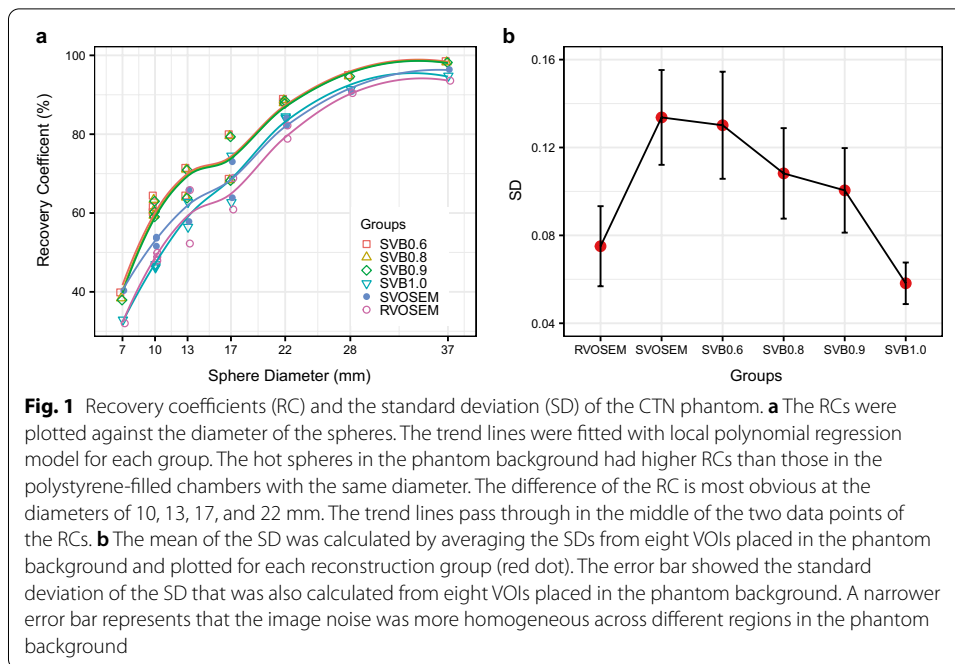 a
100
80
60
40
Recovery Coefficent (%)
Groups
SVB0.6
SVB0.8
SVB0.9
SVB1.0
SVOSEM
RVOSEM
7 10 13 17 22 28 37
Sphere Diameter (mm)
b
0.16
0.12
0.08
0.04
SD
RVOSEM SVOSEM SVB0.6 SVB0.8 SVB0.9 SVB1.0
Groups
Fig. 1 Recovery coefficients (RC) and the standard deviation (SD) of the CTN phantom. a The RCs were
plotted against the diameter of the spheres. The trend lines were fitted with local polynomial regression
model for each group. The hot spheres in the phantom background had higher RCs than those in the
polystyrene-filled chambers with the same diameter. The difference of the RC is most obvious at the
diameters of 10, 13, 17, and 22 mm. The trend lines pass through in the middle of the two data points of
the RCs. b The mean of the SD was calculated by averaging the SDs from eight VOIs placed in the phantom
background and plotted for each reconstruction group (red dot). The error bar showed the standard
deviation of the SD that was also calculated from eight VOIs placed in the phantom background. A narrower
error bar represents that the image noise was more homogeneous across different regions in the phantom
background